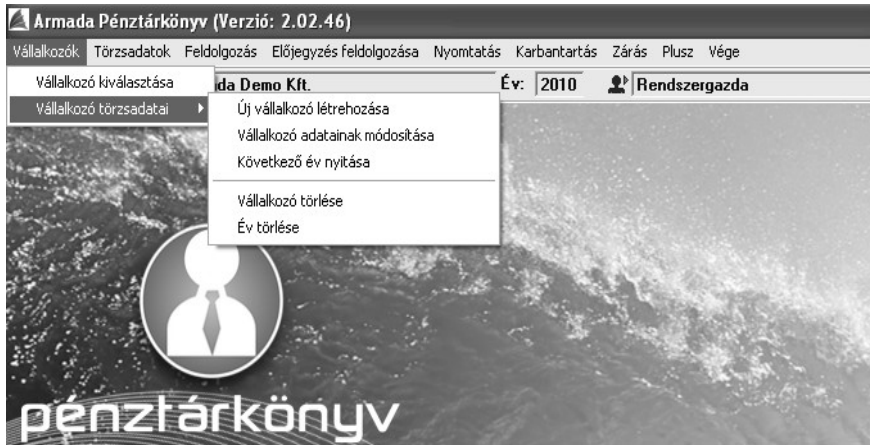 Armada Pénztárkönyv (Verzió: 2.02.46)
Vállalkozók Törzsadatok Feldolgozás Előjegyzés feldolgozása Nyomtatás Karbantartás Zárás Plusz Vége
Vállalkozó kiválasztása
da Demo Kft. Év: 2010 Rendszergazda
Vállalkozó törzsadatai
Új vállalkozó létrehozása
Vállalkozó adatainak módosítása
Következő év nyitása
Vállalkozó törlése
Év törlése
pénztárkönyv